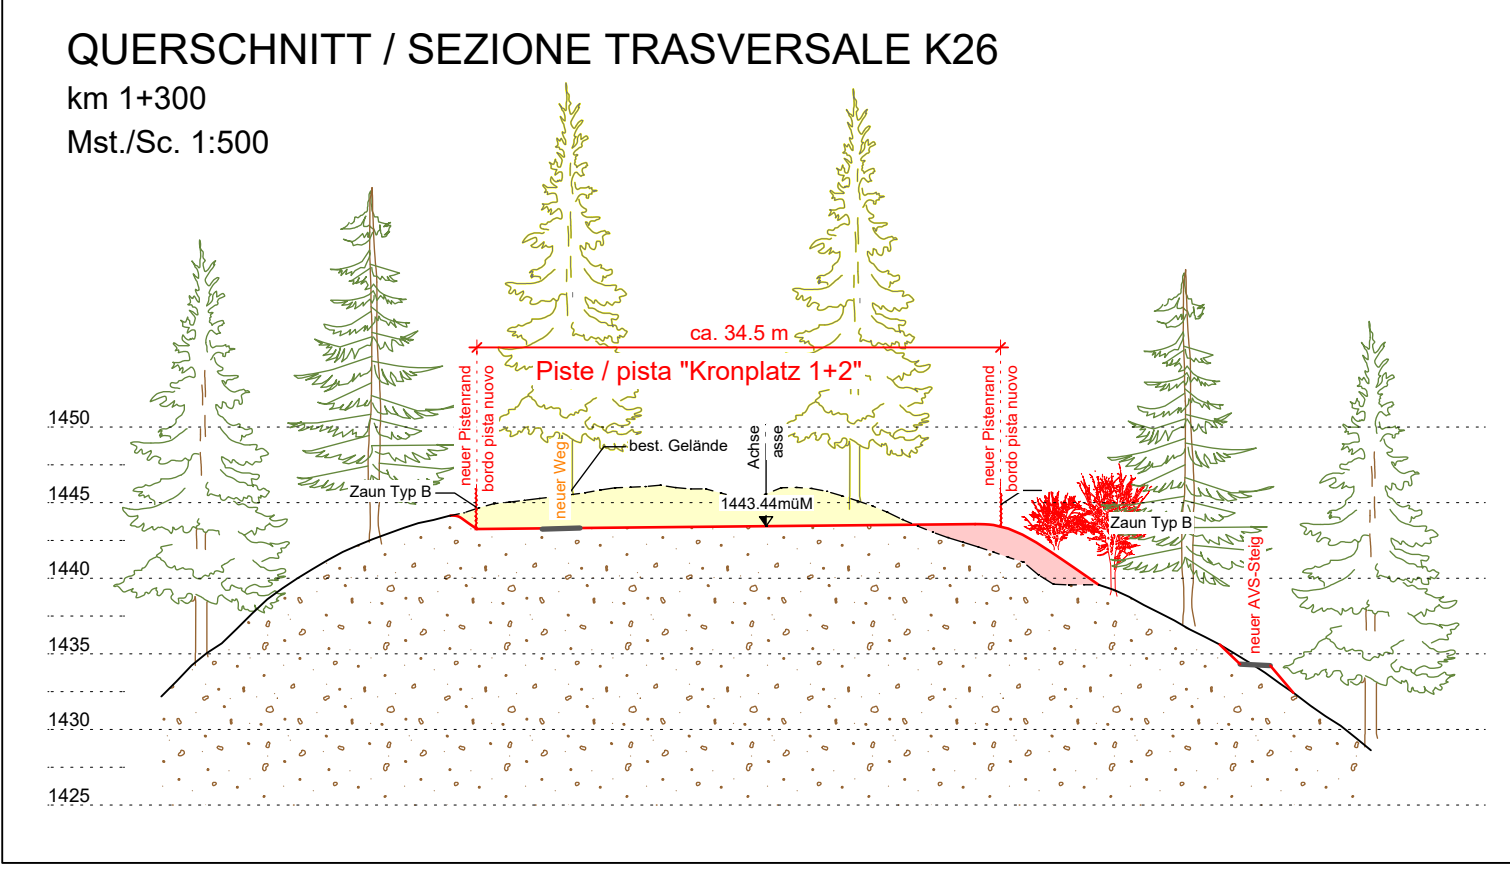 QUERSCHNITT / SEZIONE TRASVERSALE K26
km 1+300
Mst./Sc. 1:500
ca. 34.5 m
Piste / pista "Kronplatz 1+2"
neuer Pistenrand
bordo pista nuovo
neuer Weg
best. Gelände
Achse
asse
neuer Pistenrand
bordo pista nuovo
Zaun Typ B
1443.44müM
Zaun Typ B
neuer AVS-Steig
1450
1445
1440
1435
1430
1425